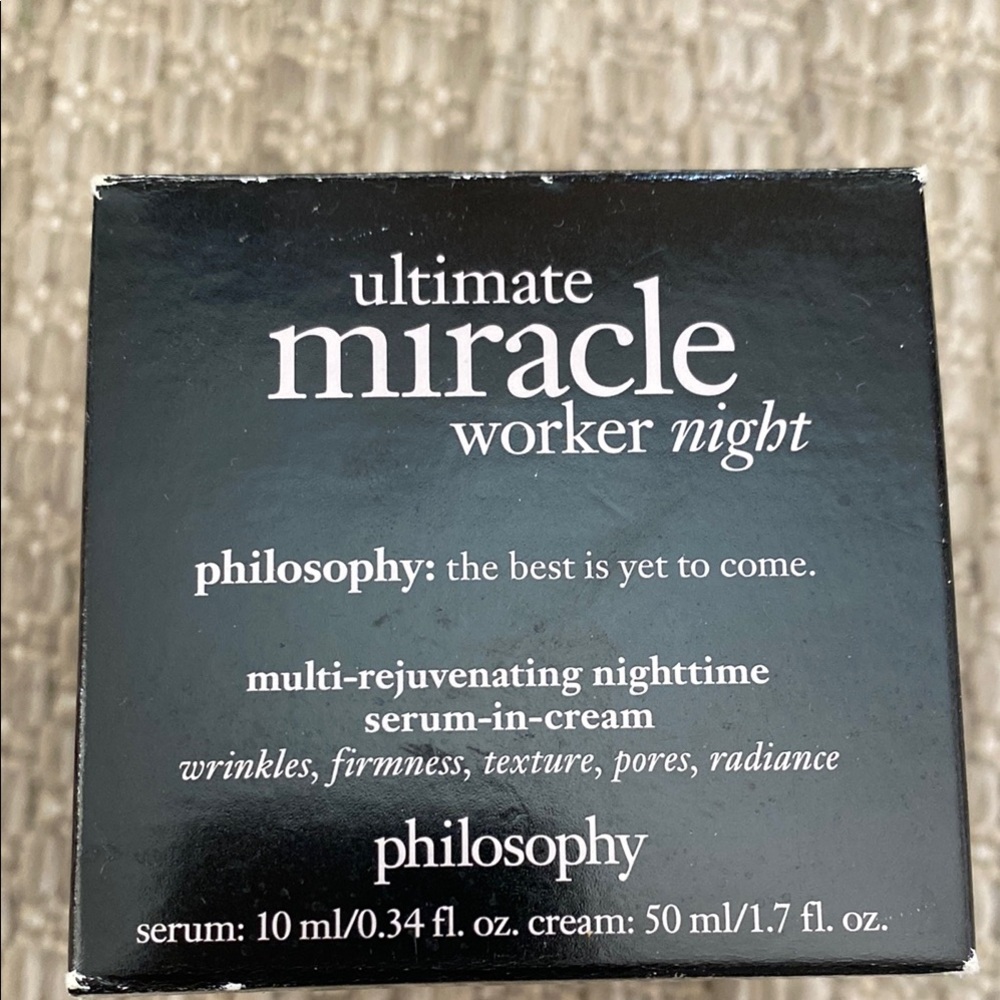 ultimate
miracle
worker night
philosophy: the best is yet to come.
multi-rejuvenating nighttime
serum-in-cream
wrinkles, firmness, texture, pores, radiance
philosophy
serum: 10 ml/0.34 fl. oz. cream: 50 ml/1.7 fl. oz.